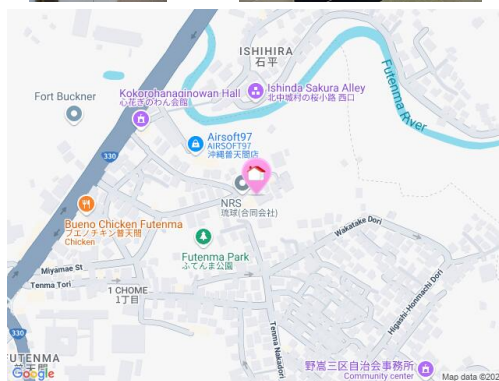 ISHIHIRA
石平
Futenma River
Kokorohanaginowan Hall
心花ぎのわん会館
Ishinda Sakura Alley
北中城村の桜小路 西口
Fort Buckner
Airsoft97
AIRSOFT97
沖縄普天間店
330
NRS
琉球(合同会社)
Bueno Chicken Futenma
ブエノチキン普天間
Chicken
Futenma Park
ふてんま公園
Wakatake Dori
Miyamae St
Tenma Tori
1 CHOME
1丁目
Higashi-Honmachi Dori
Tenma Nakadori
330
FUTENMA
普天間
野嵩三区自治会事務所
Community center
Google
Map data ©202